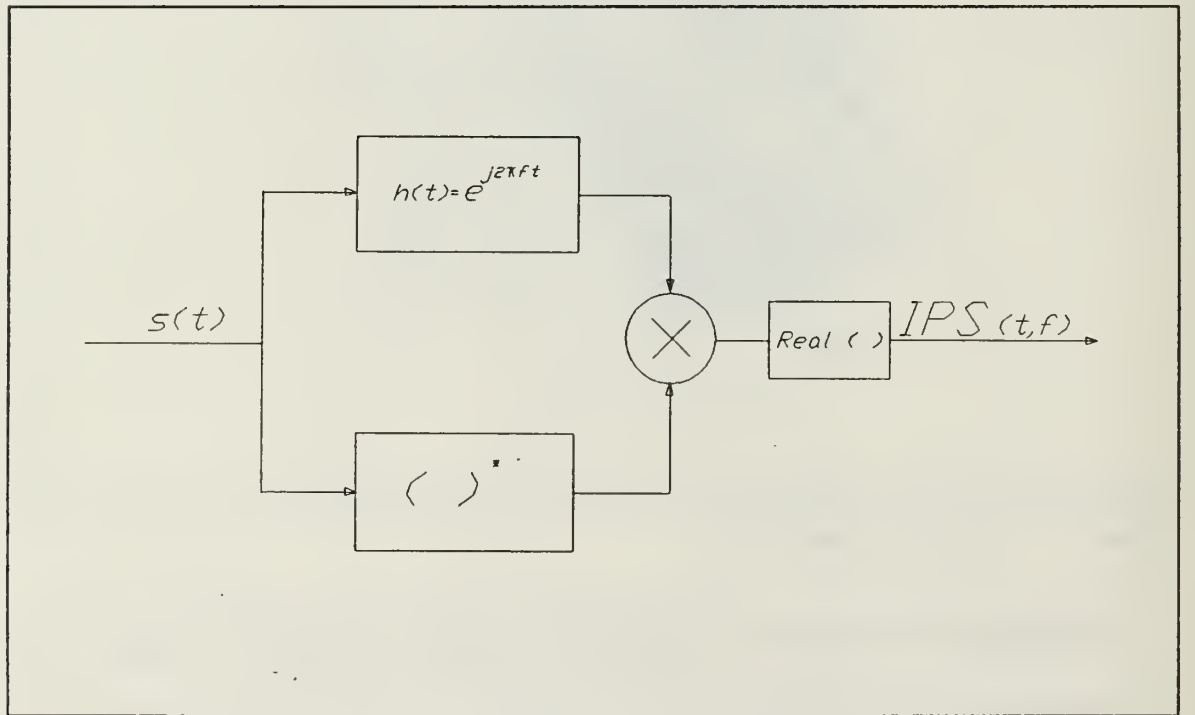 h(t)=e^{j2πft}
s(t)
Real ( )
IPS (t,f)
( )*